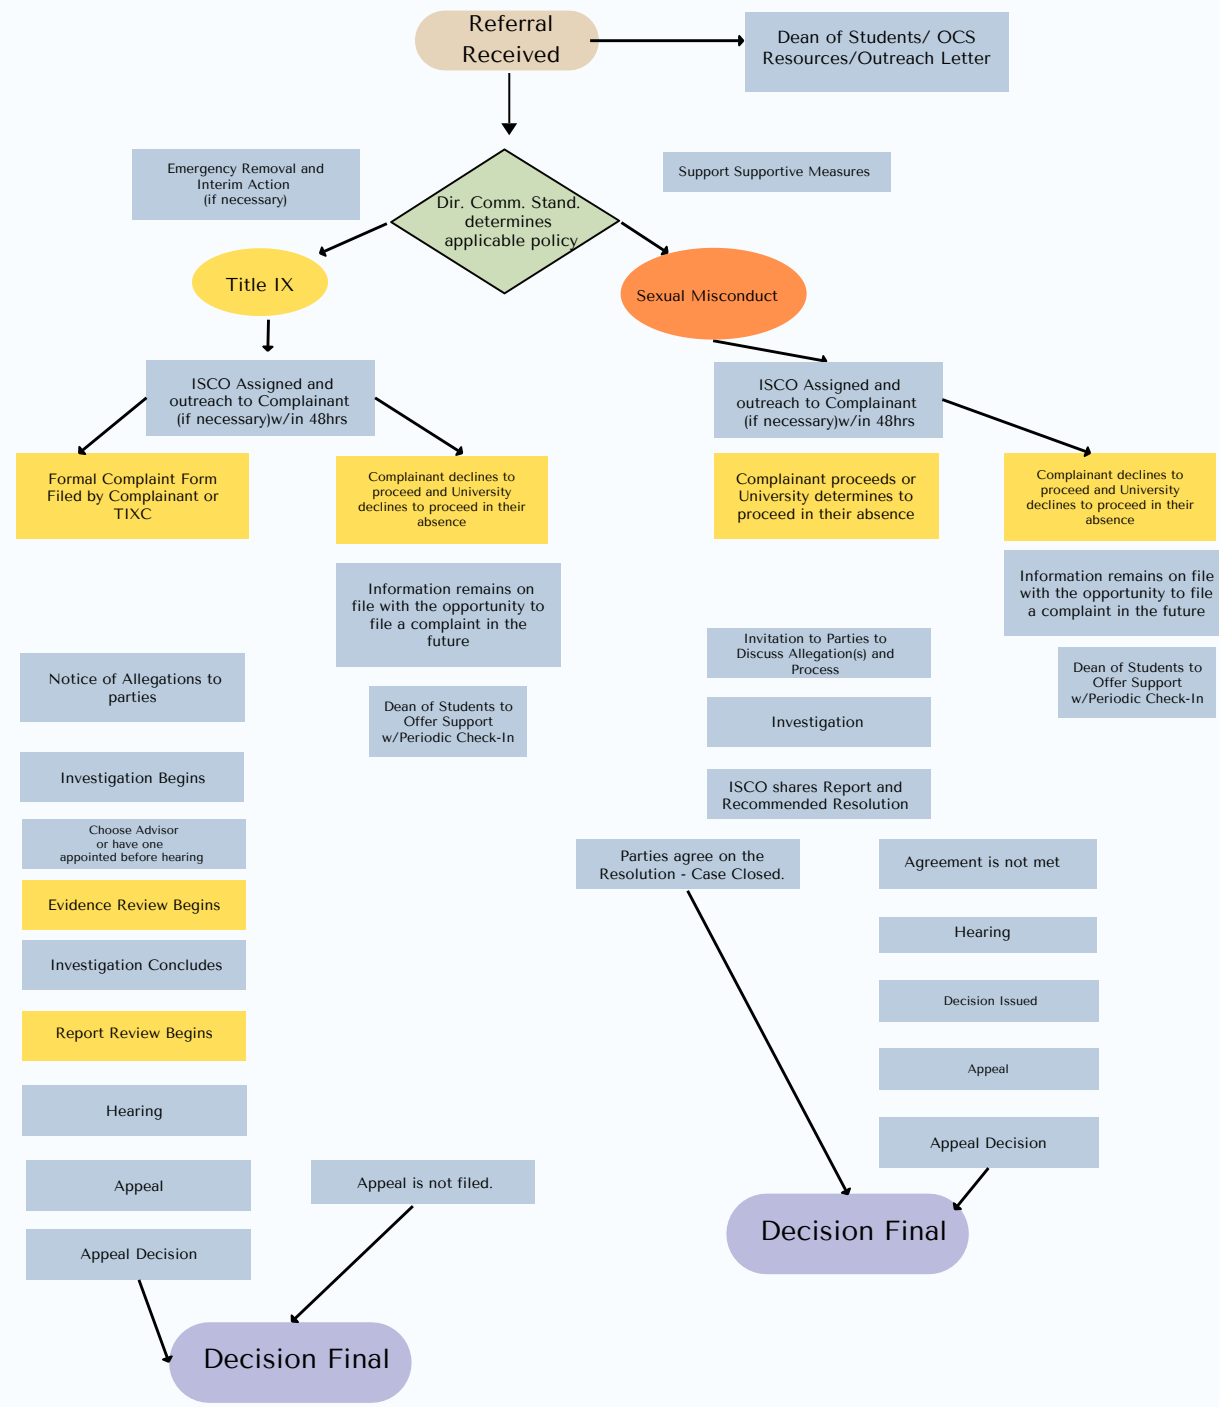 Referral
Received
Dean of Students/ OCS
Resources/Outreach Letter
Emergency Removal and
Interim Action
(if necessary)
Support Supportive Measures
Dir. Comm. Stand.
determines
applicable policy
Title IX
Sexual Misconduct
ISCO Assigned and
outreach to Complainant
(if necessary)w/in 48hrs
ISCO Assigned and
outreach to Complainant
(if necessary)w/in 48hrs
Formal Complaint Form
Filed by Complainant or
TIXC
Complainant declines to
proceed and University
declines to proceed in their
absence
Complainant proceeds or
University determines to
proceed in their absence
Complainant declines to
proceed and University
declines to proceed in their
absence
Information remains on
file with the opportunity to
file a complaint in the
future
Information remains on file
with the opportunity to file
a complaint in the future
Invitation to Parties to
Discuss Allegation(s) and
Process
Notice of Allegations to
parties
Dean of Students to
Offer Support
w/Periodic Check-In
Dean of Students to
Offer Support
w/Periodic Check-In
Investigation
Investigation Begins
ISCO shares Report and
Recommended Resolution
Choose Advisor
or have one
appointed before hearing
Parties agree on the
Resolution - Case Closed.
Agreement is not met
Evidence Review Begins
Hearing
Investigation Concludes
Decision Issued
Report Review Begins
Appeal
Hearing
Appeal Decision
Appeal
Appeal is not filed.
Decision Final
Appeal Decision
Decision Final